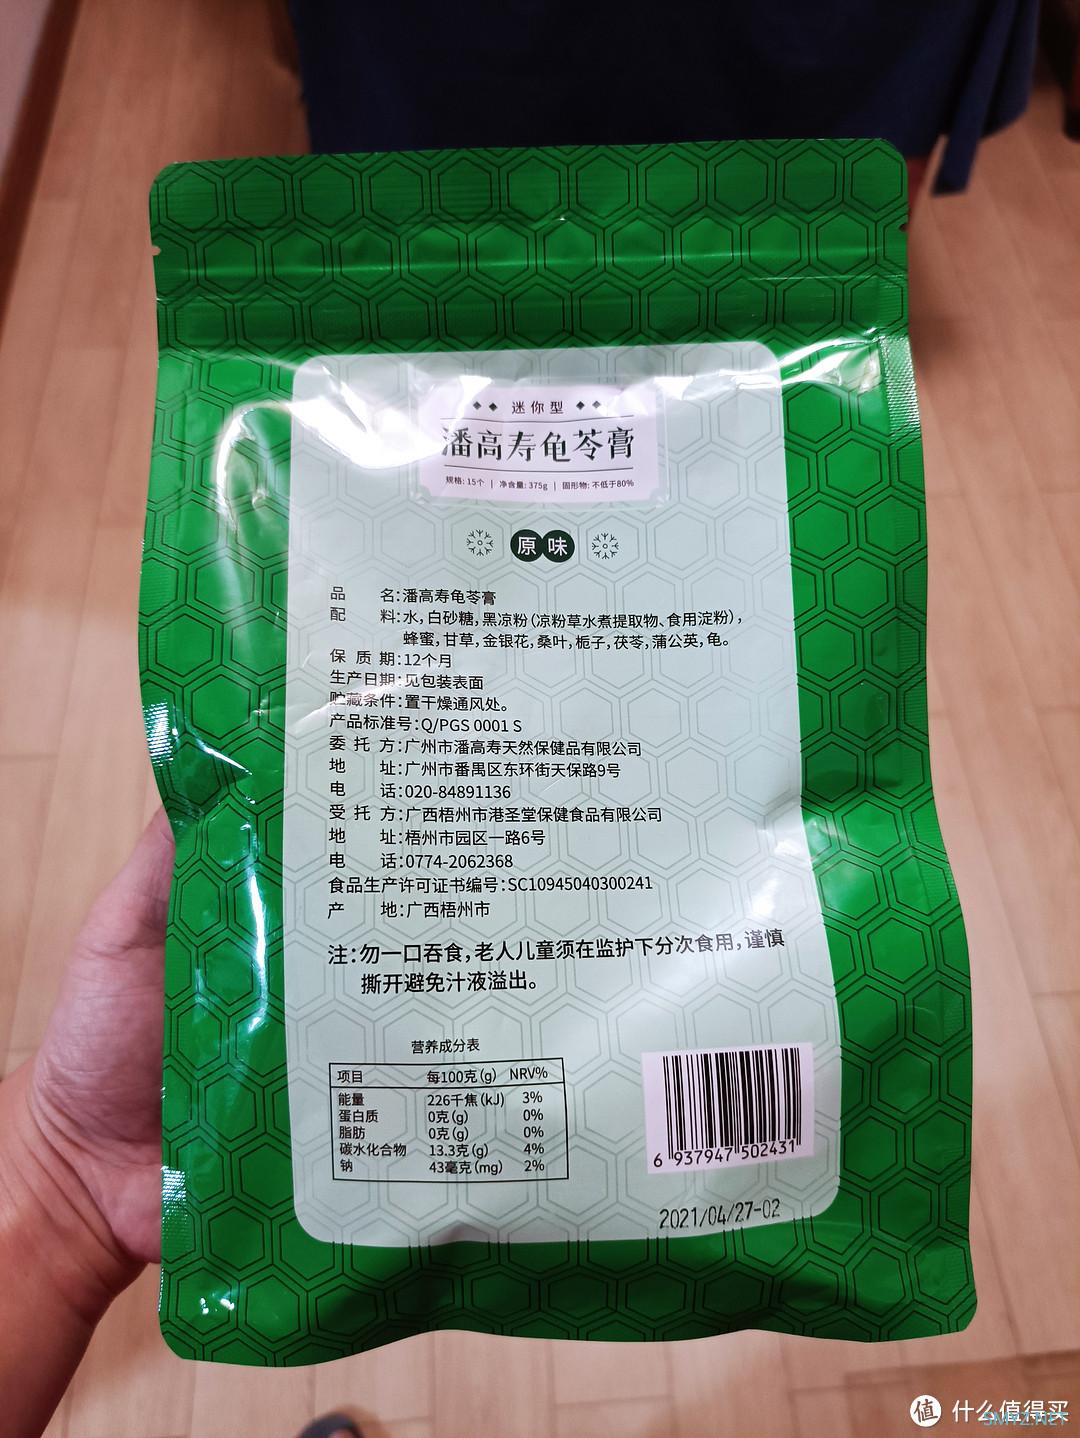 迷你型
潘高寿龟苓膏
规格: 15个 | 净含量: 375g | 固形物: 不低于80%
原味
品名:潘高寿龟苓膏
配料:水,白砂糖,黑凉粉(凉粉草水煮提取物、食用淀粉),
蜂蜜,甘草,金银花,桑叶,栀子,茯苓,蒲公英,龟。
保质期:12个月
生产日期:见包装表面
贮藏条件:置干燥通风处。
产品标准号:Q/PGS 0001 S
委托方:广州市潘高寿天然保健品有限公司
地址:广州市番禺区东环街天保路9号
电话:020-84891136
受托方:广西梧州市港圣堂保健食品有限公司
地址:梧州市园区一路6号
电话:0774-2062368
食品生产许可证书编号:SC10945040300241
产地:广西梧州市
注:勿一口吞食,老人儿童须在监护下分次食用,谨慎
撕开避免汁液溢出。
营养成分表
项目 每100克(g) NRV%
能量 226千焦(kJ) 3%
蛋白质 0克(g) 0%
脂肪 0克(g) 0%
碳水化合物 13.3克(g) 4%
钠 43毫克(mg) 2%
6 937947 502431
2021/04/27-02
值 什么值得买
SMYZ.NET